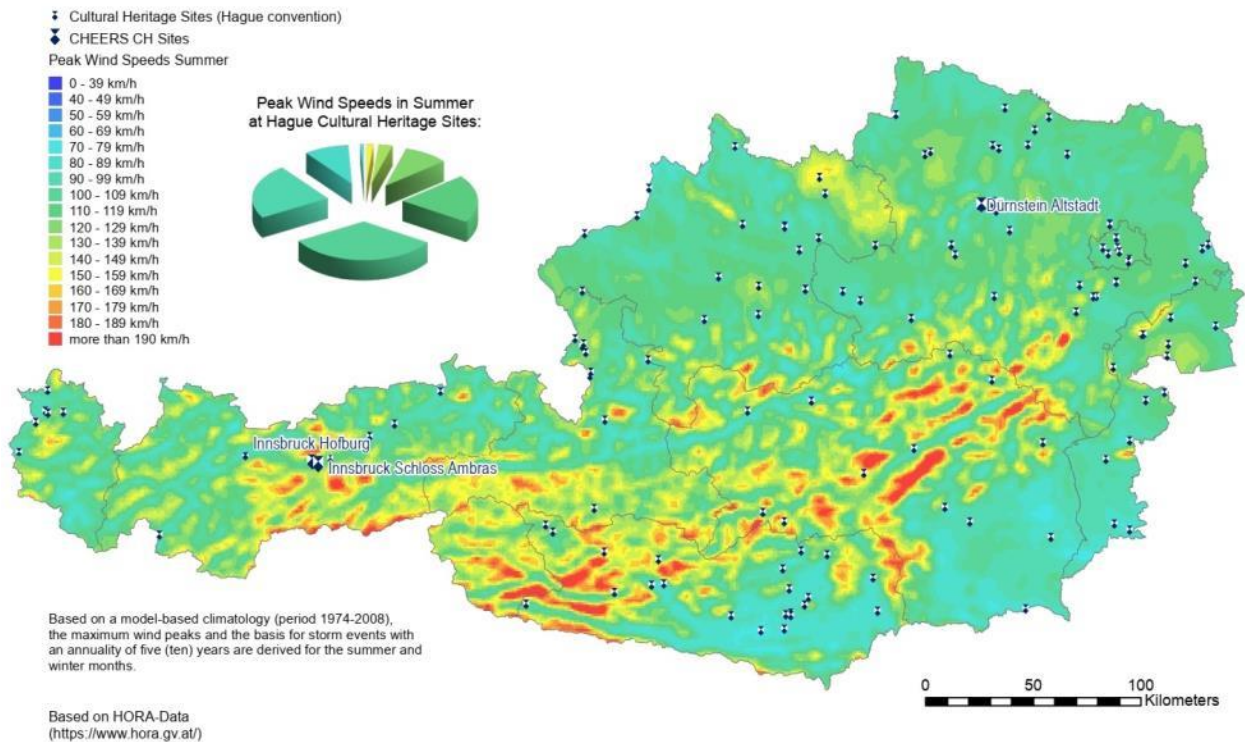 Cultural Heritage Sites (Hague convention)
CHEERS CH Sites
Peak Wind Speeds Summer
0 - 39 km/h
40 - 49 km/h
50 - 59 km/h
60 - 69 km/h
70 - 79 km/h
80 - 89 km/h
90 - 99 km/h
100 - 109 km/h
110 - 119 km/h
120 - 129 km/h
130 - 139 km/h
140 - 149 km/h
150 - 159 km/h
160 - 169 km/h
170 - 179 km/h
180 - 189 km/h
more than 190 km/h
Peak Wind Speeds in Summer
at Hague Cultural Heritage Sites:
Dürnstein Altstadt
Innsbruck Hofburg
Innsbruck Schloss Ambras
Based on a model-based climatology (period 1974-2008),
the maximum wind peaks and the basis for storm events with
an annuality of five (ten) years are derived for the summer and
winter months.
Based on HORA-Data
(https://www.hora.gv.at/)
0 50 100
Kilometers